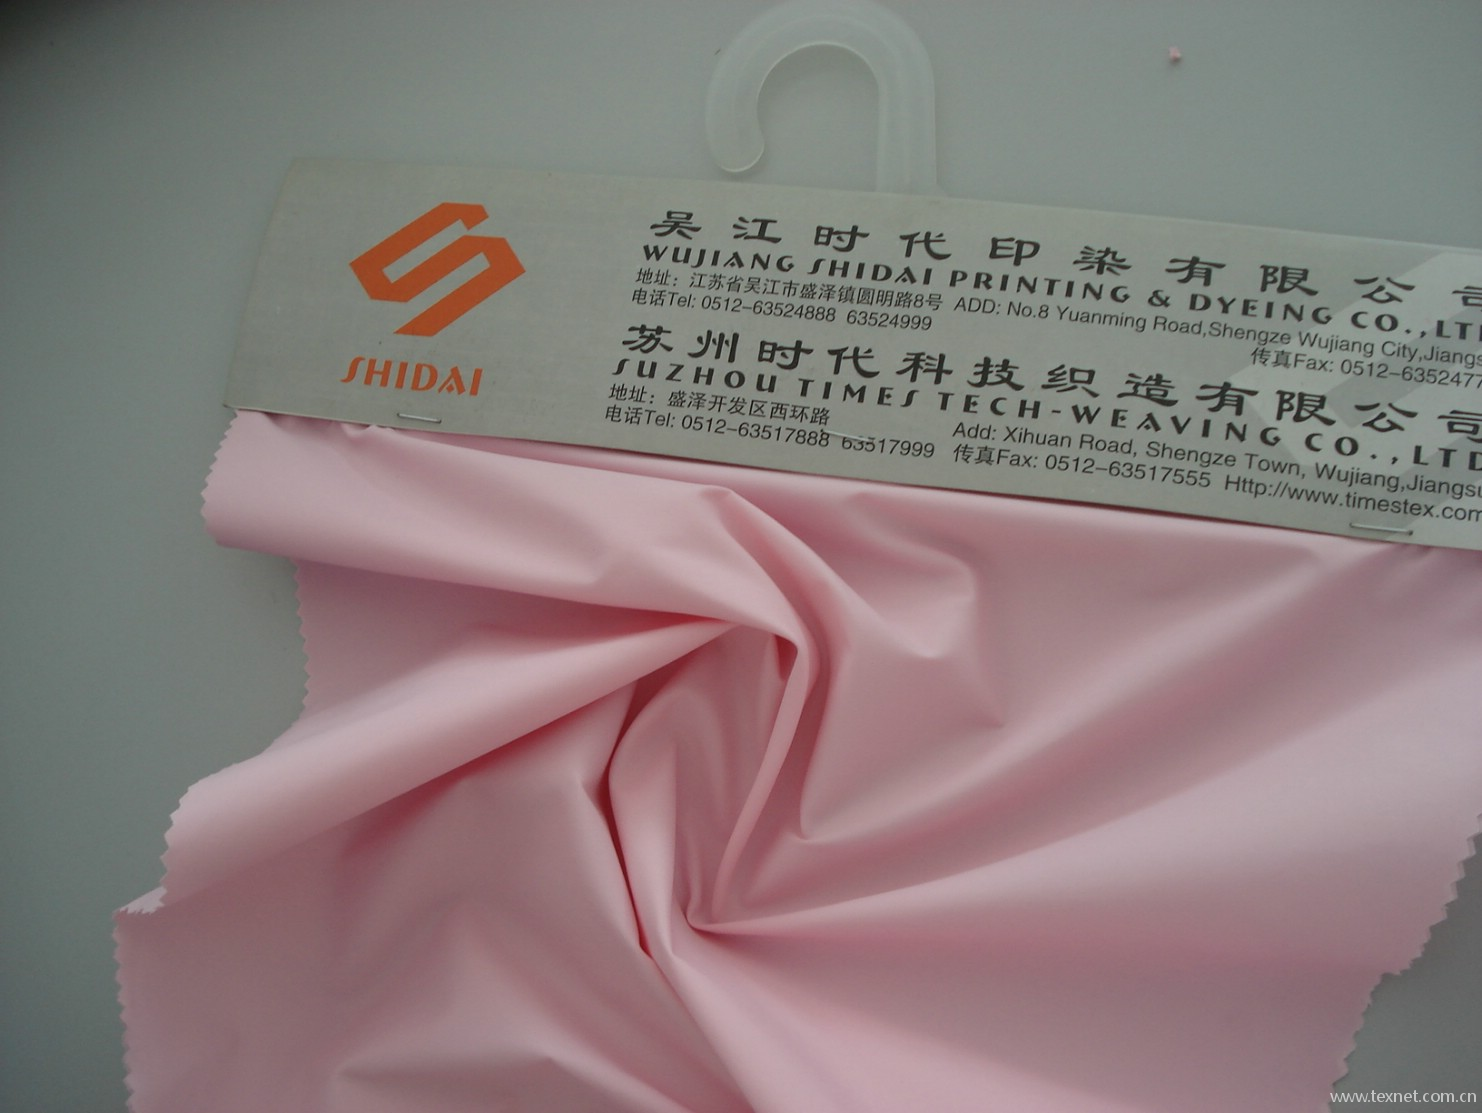 SHIDAI
吴江时代印染有限公司
WUJIANG SHIDAI PRINTING & DYEING CO.,LTD
地址：江苏省吴江市盛泽镇圆明路8号 ADD: No.8 Yuanming Road,Shengze Wujiang City,Jiangs
电话Tel: 0512-63524888 63524999 传真Fax: 0512-6352477
苏州时代科技织造有限公司
SUZHOU TIMES TECH-WEAVING CO.,LTD
地址：盛泽开发区西环路 Add: Xihuan Road, Shengze Town, Wujiang,Jiangsu
电话Tel: 0512-63517888 63517999 传真Fax: 0512-63517555 Http://www.timestex.com
www.texnet.com.cn